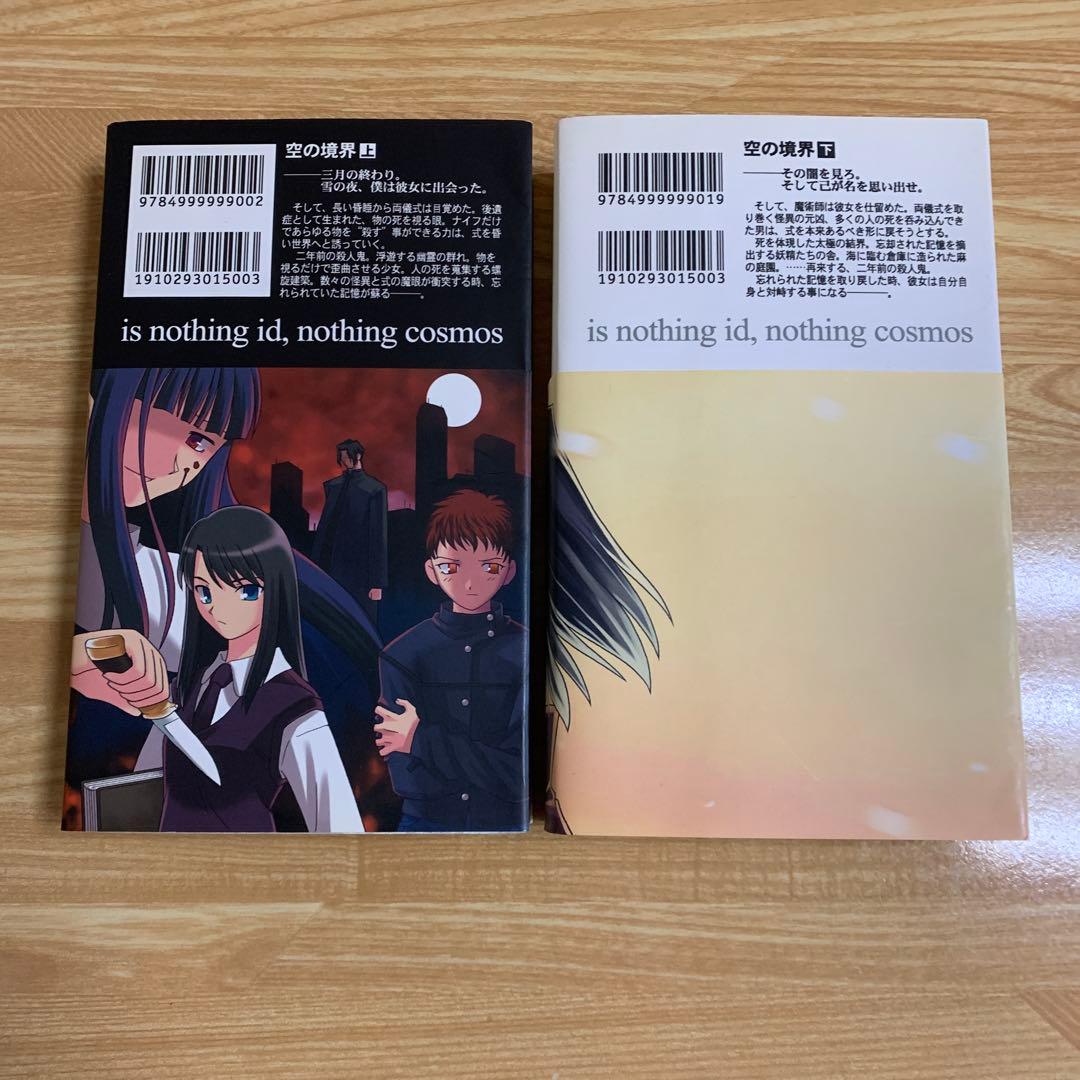 空の境界 上
———三月の終わり。
雪の夜、僕は彼女に出会った。
9784999999002
そして、長い昏睡から両儀式は目覚めた。後遺
症として生まれた、物の死を視る眼。ナイフだけ
であらゆる物を“殺す”事ができる力は、式を昏
い世界へと誘っていく。
二年前の殺人鬼。浮遊する幽霊の群れ。物を
視るだけで歪曲させる少女。人の死を蒐集する螺
旋建築。数々の怪異と式の魔眼が衝突する時、忘
れられていた記憶が蘇る———。
1910293015003
is nothing id, nothing cosmos
空の境界 下
———その闇を見ろ。
そして己が名を思い出せ。
9784999999019
そして、魔術師は彼女を仕留めた。両儀式を取
り巻く怪異の元凶、多くの人の死を呑み込んでき
た男は、式を本来あるべき形に戻そうとする。
死を体現した太極の結界。忘却された記憶を摘
出する妖精たちの舎。海に臨む倉庫に造られた麻
の庭園。……再来する、二年前の殺人鬼。
忘れられた記憶を取り戻した時、彼女は自分自
身と対峙する事になる———。
1910293015003
is nothing id, nothing cosmos